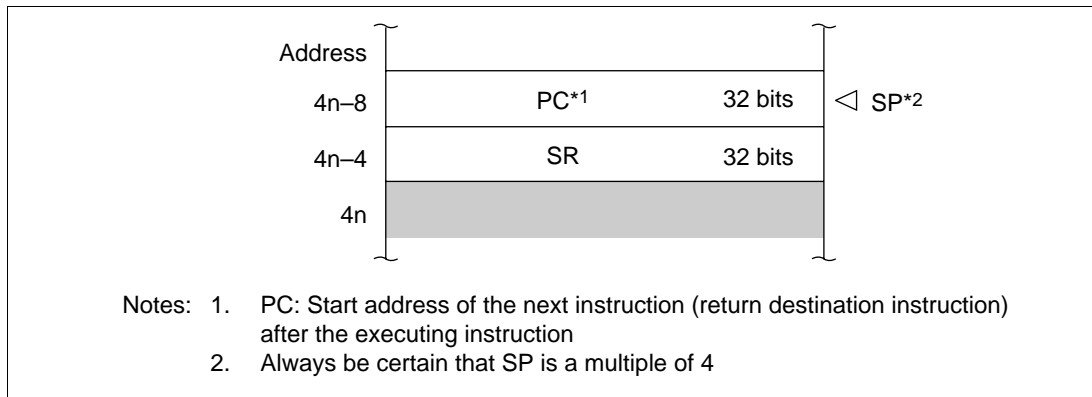 Address
4n–8 PC*1 32 bits ◁ SP*2
4n–4 SR 32 bits
4n
Notes: 1. PC: Start address of the next instruction (return destination instruction)
after the executing instruction
2. Always be certain that SP is a multiple of 4